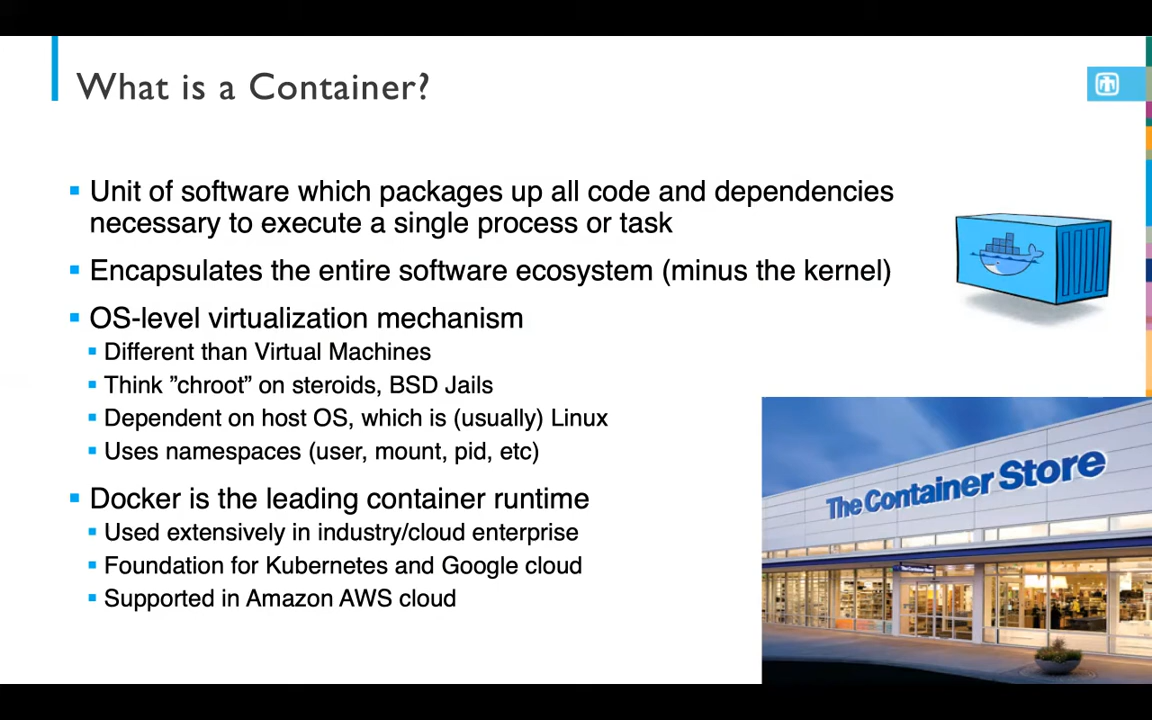 What is a Container?
Unit of software which packages up all code and dependencies
necessary to execute a single process or task
Encapsulates the entire software ecosystem (minus the kernel)
OS-level virtualization mechanism
Different than Virtual Machines
Think ”chroot” on steroids, BSD Jails
Dependent on host OS, which is (usually) Linux
Uses namespaces (user, mount, pid, etc)
Docker is the leading container runtime
Used extensively in industry/cloud enterprise
Foundation for Kubernetes and Google cloud
Supported in Amazon AWS cloud
The Container Store